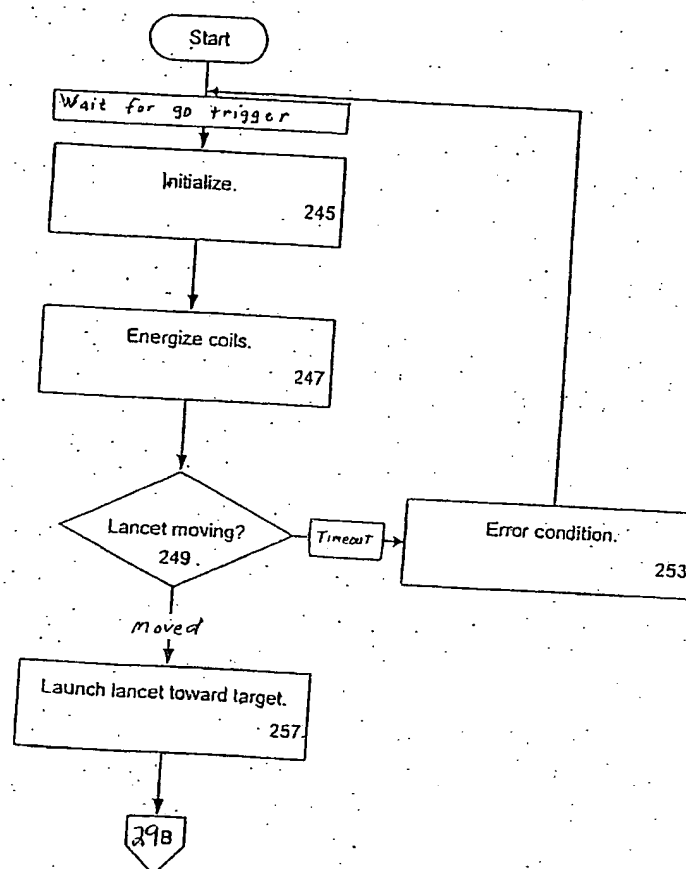 Start
Wait for go trigger
Initialize.
245
Energize coils.
247
Lancet moving?
249.
Timeout
Error condition.
253
moved
Launch lancet toward target.
257
29B